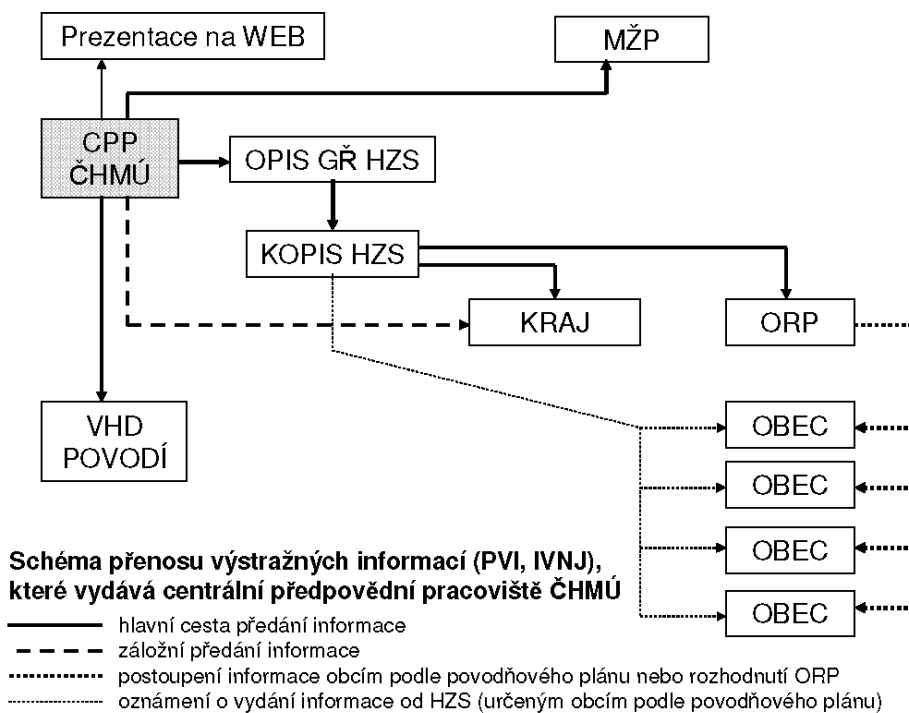 Prezentace na WEB
MŽP
CPP
ČHMÚ
OPIS GŘ HZS
KOPIS HZS
KRAJ
ORP
VHD
POVODÍ
OBEC
OBEC
OBEC
OBEC
Schéma přenosu výstražných informací (PVI, IVNJ),
které vydává centrální předpovědní pracoviště ČHMÚ
hlavní cesta předání informace
záložní předání informace
postoupení informace obcím podle povodňového plánu nebo rozhodnutí ORP
oznámení o vydání informace od HZS (určeným obcím podle povodňového plánu)